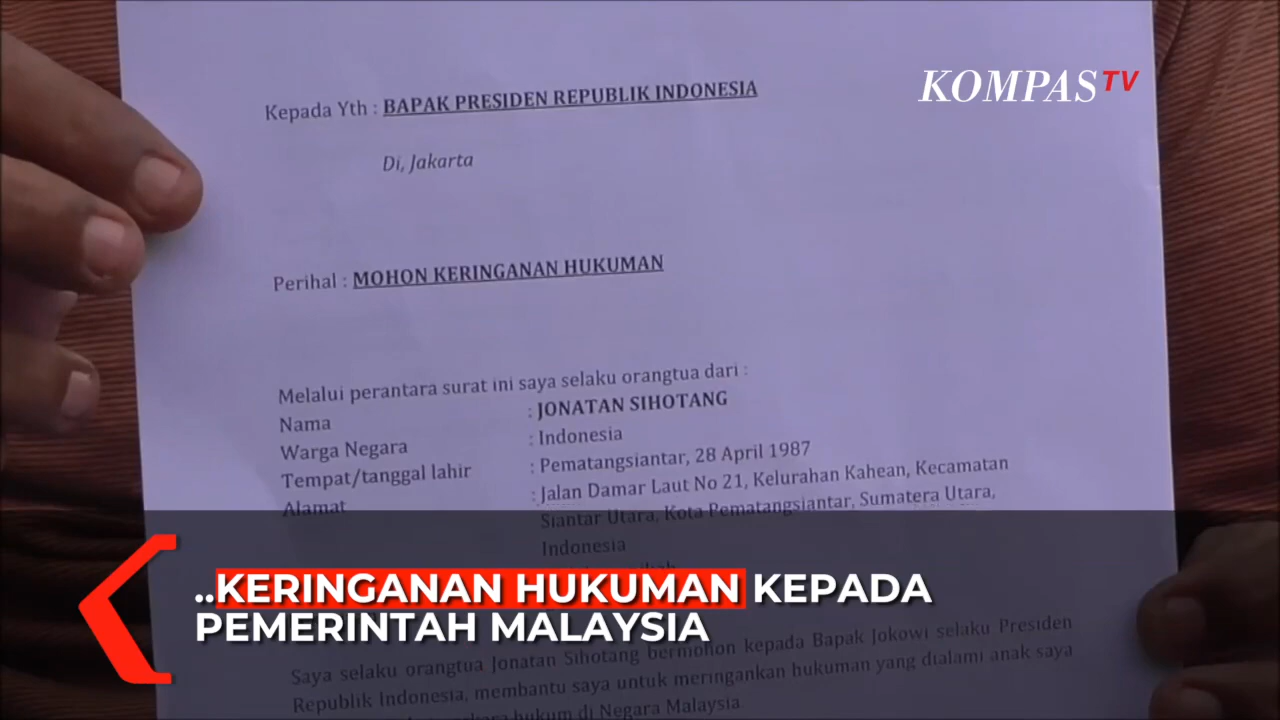 KOMPAS TV
Kepada Yth : BAPAK PRESIDEN REPUBLIK INDONESIA
Di, Jakarta
Perihal : MOHON KERINGANAN HUKUMAN
Melalui perantara surat ini saya selaku orangtua dari :
Nama : JONATAN SIHOTANG
Warga Negara : Indonesia
Tempat/tanggal lahir : Pematangsiantar, 28 April 1987
Alamat : Jalan Damar Laut No 21, Kelurahan Kahean, Kecamatan
Siantar Utara, Kota Pematangsiantar, Sumatera Utara,
Indonesia
..KERINGANAN HUKUMAN KEPADA
PEMERINTAH MALAYSIA
Saya selaku orangtua Jonatan Sihotang bermohon kepada Bapak Jokowi selaku Presiden
Republik Indonesia, membantu saya untuk meringankan hukuman yang dialami anak saya
hukum di Negara Malaysia